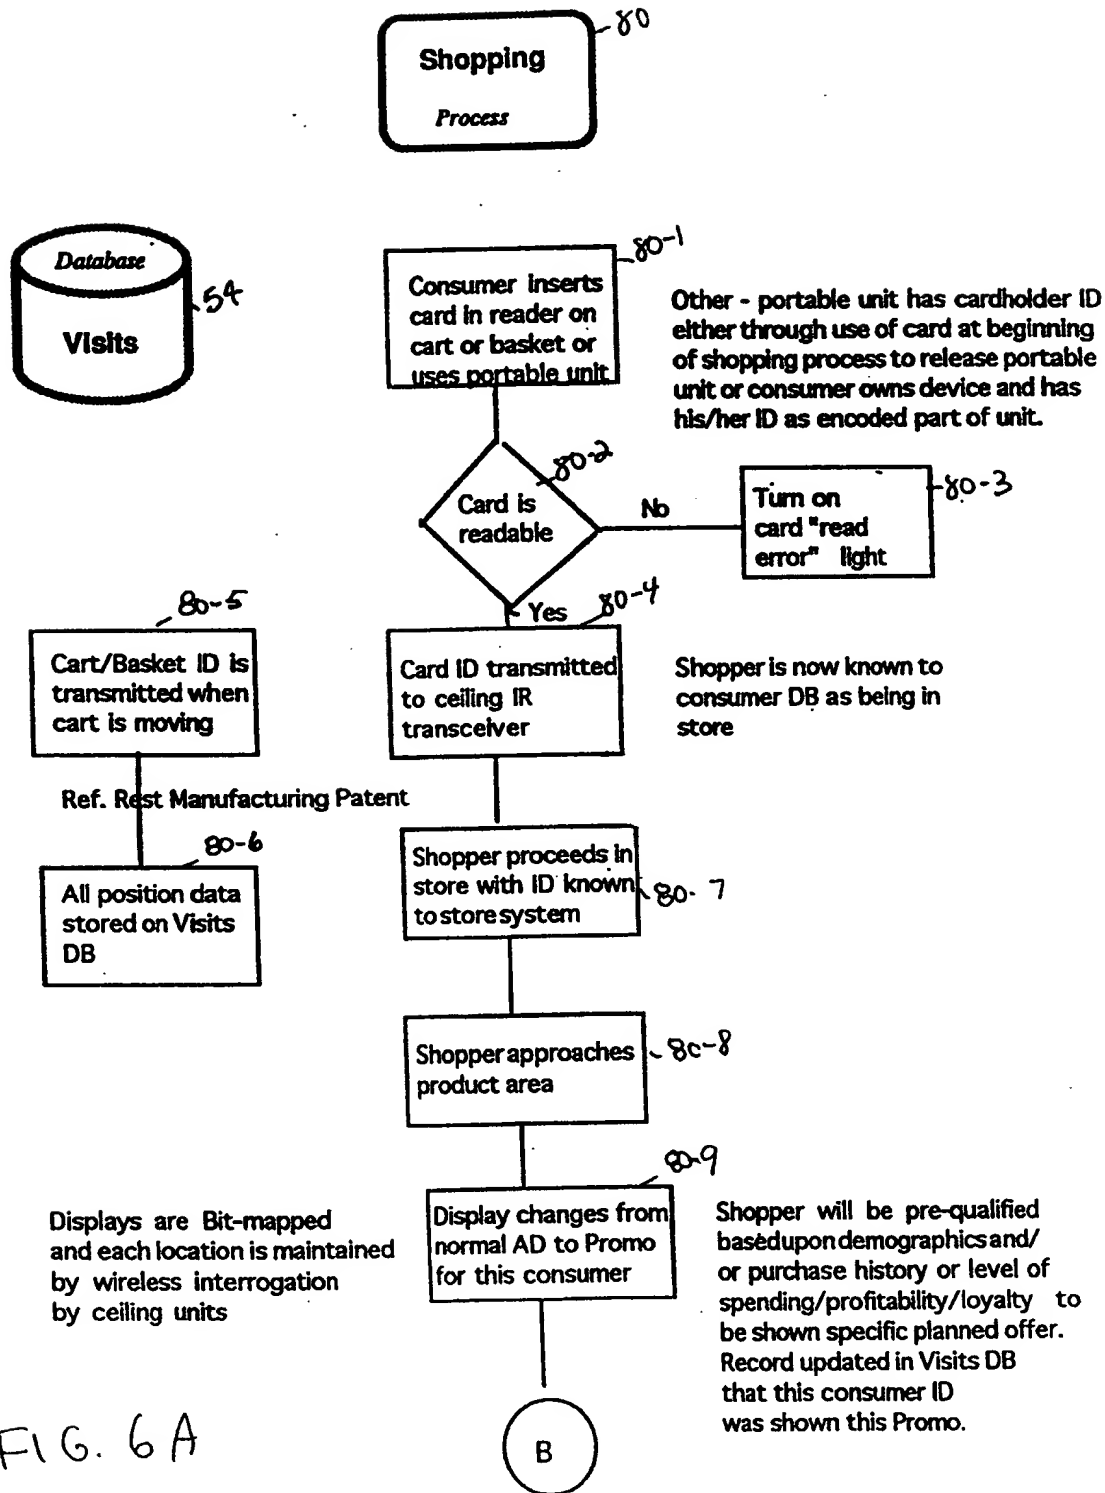 80
Shopping
Process
Database
Visits
54
80-1
Consumer inserts
card in reader on
cart or basket or
uses portable unit
Other - portable unit has cardholder ID
either through use of card at beginning
of shopping process to release portable
unit or consumer owns device and has
his/her ID as encoded part of unit.
80-2
Card is
readable
No
80-3
Turn on
card "read
error" light
Yes
80-4
80-5
Cart/Basket ID is
transmitted when
cart is moving
Card ID transmitted
to ceiling IR
transceiver
Shopper is now known to
consumer DB as being in
store
Ref. Rest Manufacturing Patent
80-6
All position data
stored on Visits
DB
Shopper proceeds in
store with ID known
to store system
80-7
Shopper approaches
product area
80-8
80-9
Displays are Bit-mapped
and each location is maintained
by wireless interrogation
by ceiling units
Display changes from
normal AD to Promo
for this consumer
Shopper will be pre-qualified
based upon demographics and/
or purchase history or level of
spending/profitability/loyalty to
be shown specific planned offer.
Record updated in Visits DB
that this consumer ID
was shown this Promo.
B
FIG. 6A